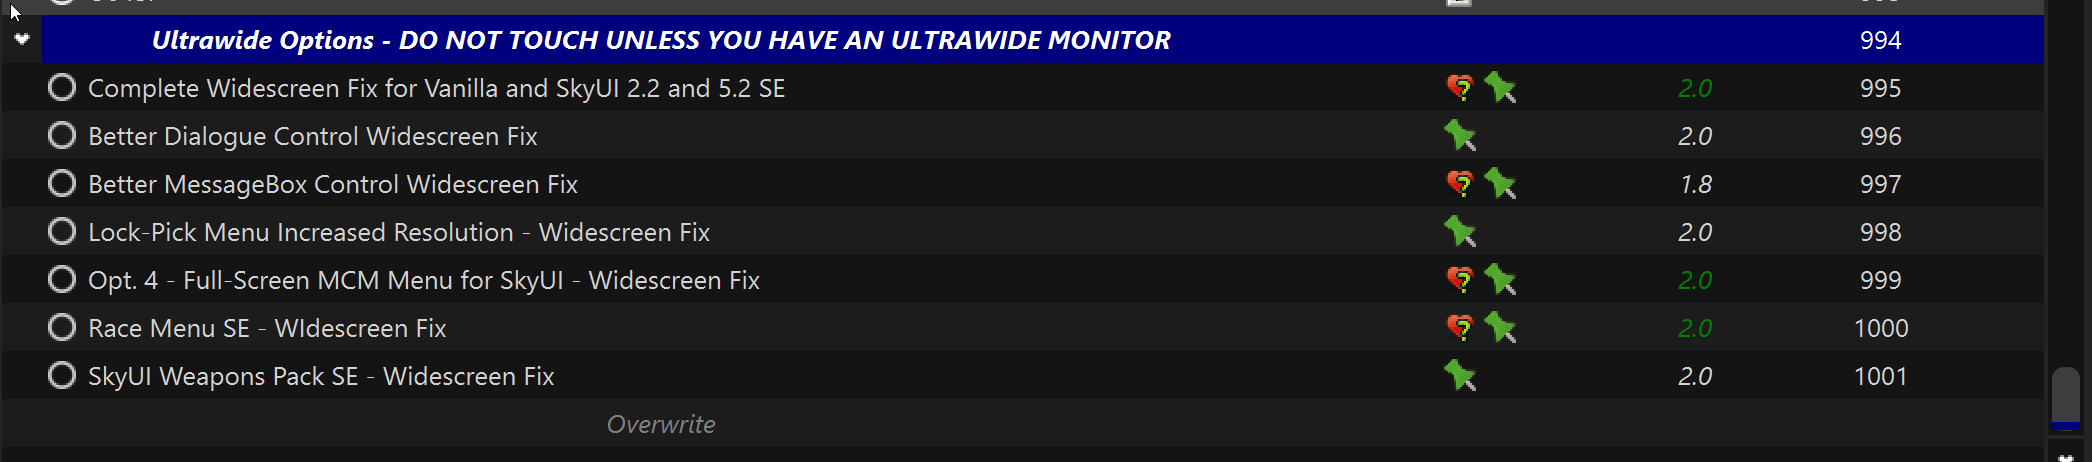 Ultrawide Options - DO NOT TOUCH UNLESS YOU HAVE AN ULTRAWIDE MONITOR 994
Complete Widescreen Fix for Vanilla and SkyUI 2.2 and 5.2 SE 2.0 995
Better Dialogue Control Widescreen Fix 2.0 996
Better MessageBox Control Widescreen Fix 1.8 997
Lock-Pick Menu Increased Resolution - Widescreen Fix 2.0 998
Opt. 4 - Full-Screen MCM Menu for SkyUI - Widescreen Fix 2.0 999
Race Menu SE - WIdescreen Fix 2.0 1000
SkyUI Weapons Pack SE - Widescreen Fix 2.0 1001
Overwrite